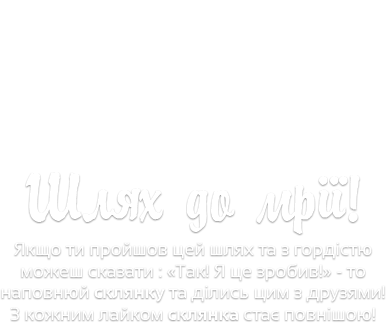 Шлях до мрії!
Якщо ти пройшов цей шлях та з гордістю
можеш сказати : «Так! Я це зробив!» - то
наповнюй склянку та ділись цим з друзями!
З кожним лайком склянка стає повнішою!